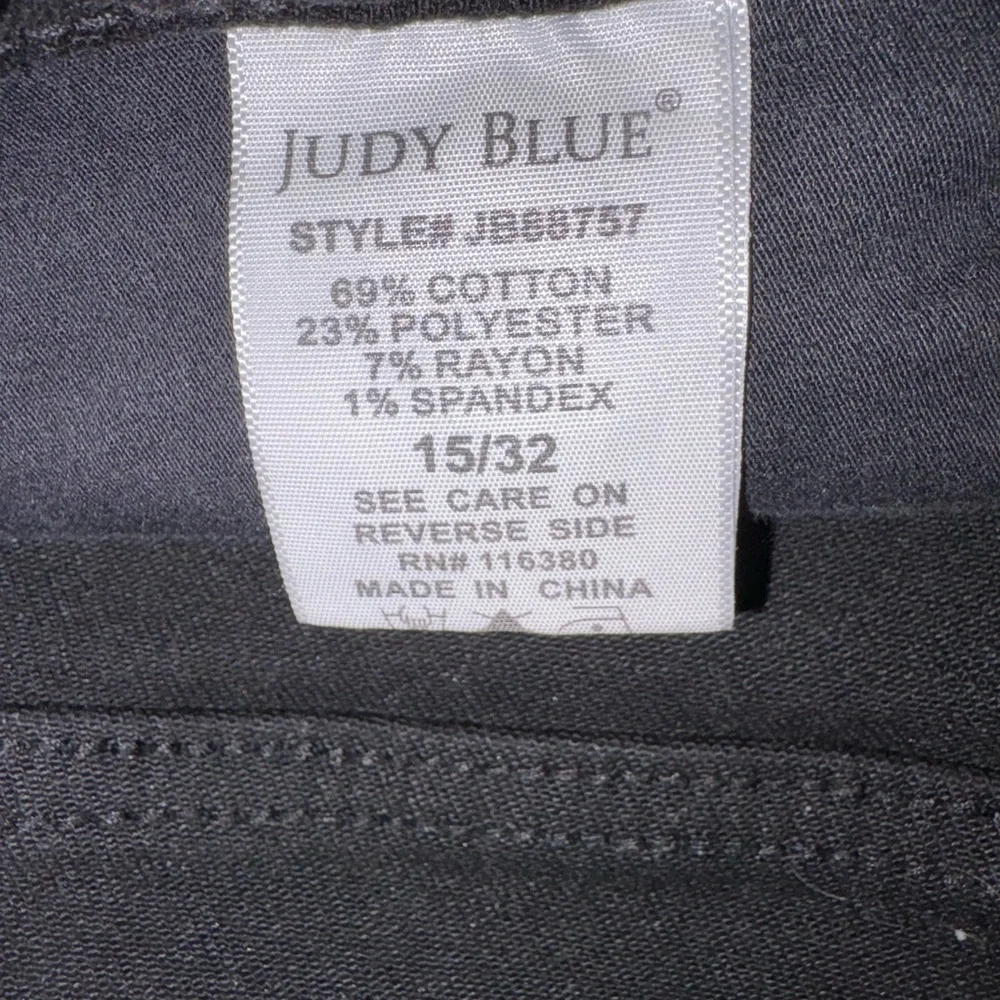 JUDY BLUE®
STYLE# JB88757
69% COTTON
23% POLYESTER
7% RAYON
1% SPANDEX
15/32
SEE CARE ON
REVERSE SIDE
RN# 116380
MADE IN CHINA